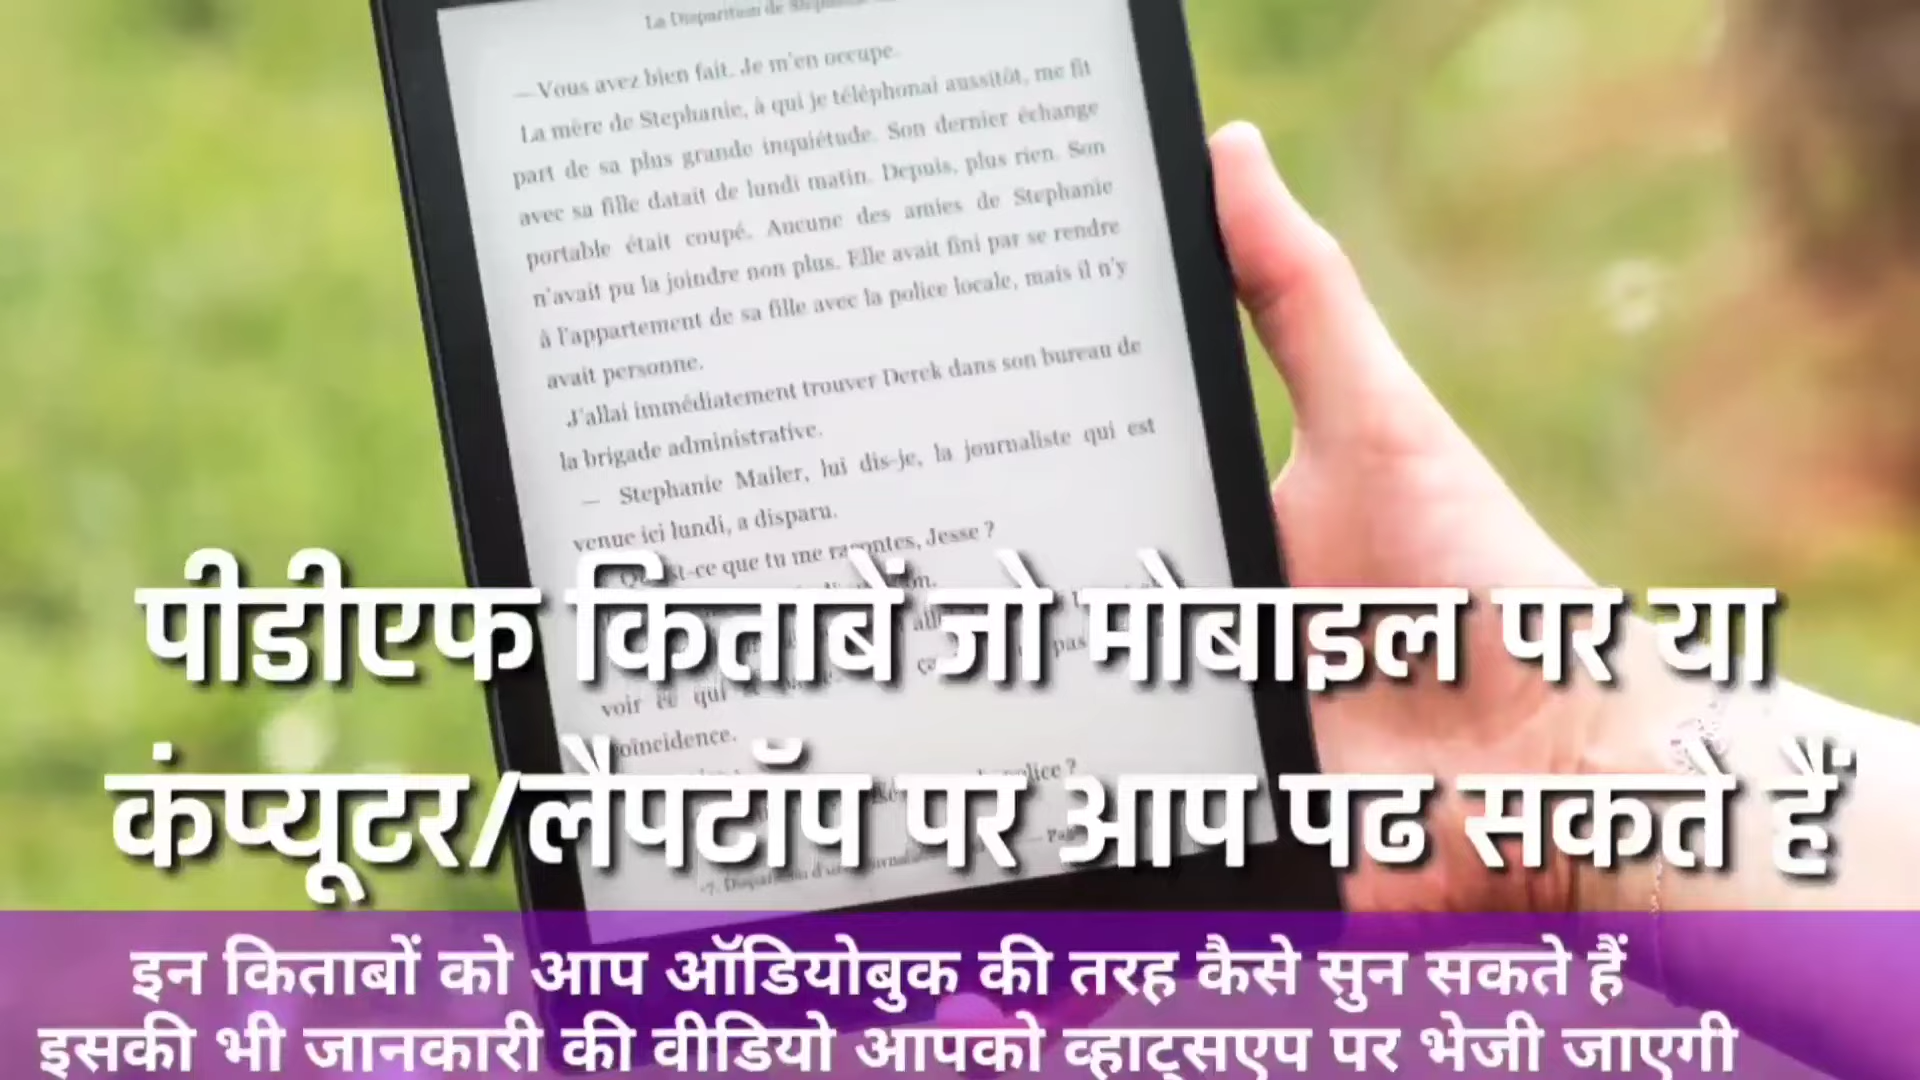 La Disparition de
— Vous avez bien fait. Je m'en occupe.
La mère de Stephanie, à qui je téléphonai aussitôt, me fit
part de sa plus grande inquiétude. Son dernier échange
avec sa fille datait de lundi matin. Depuis, plus rien. Son
portable était coupé. Aucune des amies de Stephanie
n'avait pu la joindre non plus. Elle avait fini par se rendre
à l'appartement de sa fille avec la police locale, mais il n'y
avait personne.
J'allai immédiatement trouver Derek dans son bureau de
la brigade administrative.
— Stephanie Mailer, lui dis-je, la journaliste qui est
venue ici lundi, a disparu.
que tu me racontes, Jesse ?
पीडीएफ किताबें जो मोबाइल पर या
voir ce qui
coïncidence.
police ?
कंप्यूटर/लैपटॉप पर आप पढ सकते हैं
इन किताबों को आप ऑडियोबुक की तरह कैसे सुन सकते हैं
इसकी भी जानकारी की वीडियो आपको व्हाट्सएप पर भेजी जाएगी